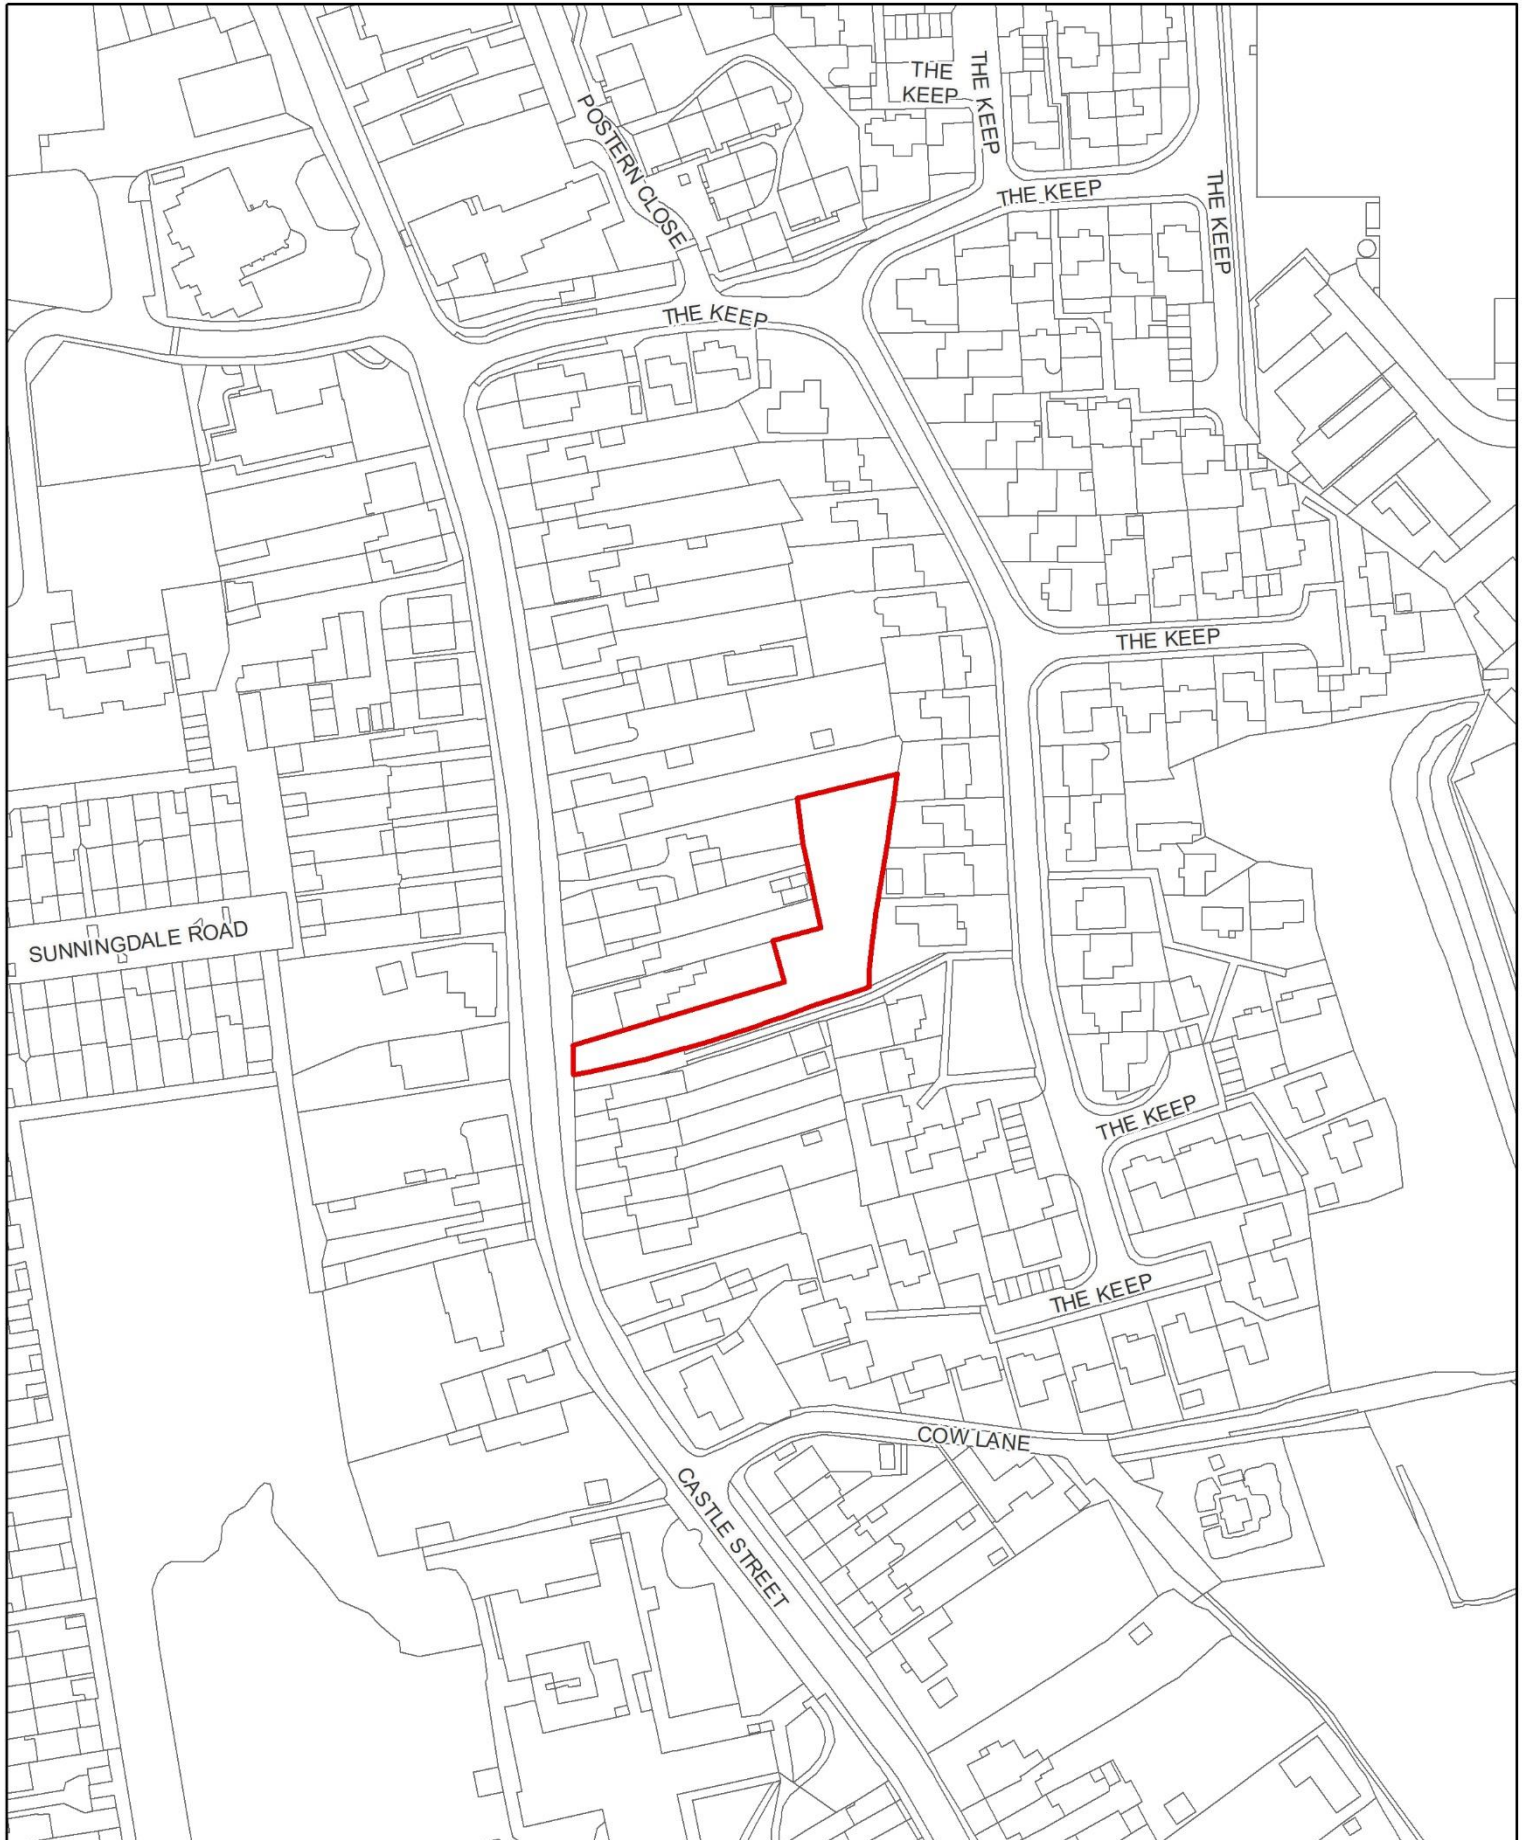 THE
KEEP
THE KEEP
POSTERN CLOSE
THE KEEP
THE KEEP
THE KEEP
THE KEEP
SUNNINGDALE ROAD
THE KEEP
THE KEEP
COW LANE
CASTLE STREET